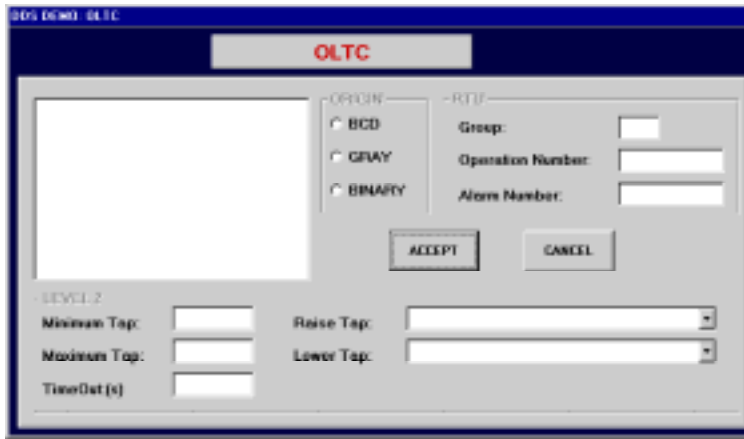 DDS DEMO: OLTC
OLTC
ORIGIN
BCD
GRAY
BINARY
RTU
Group:
Operation Number:
Alarm Number:
ACCEPT
CANCEL
LEVEL 2
Minimum Tap:
Maximum Tap:
TimeOut (s)
Raise Tap:
Lower Tap: